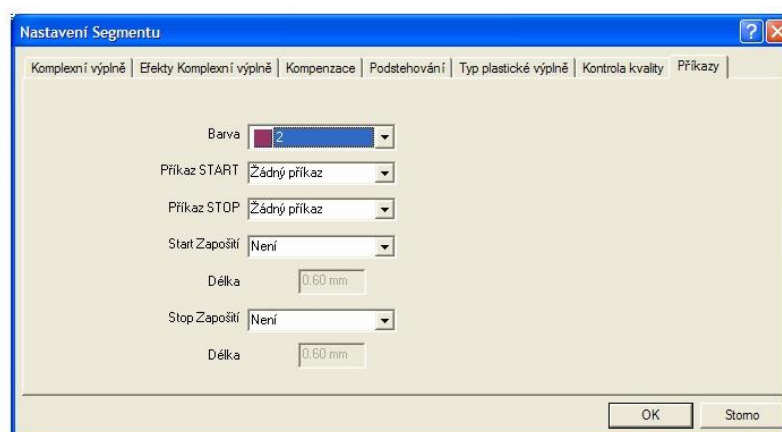 Nastavení Segmentu
Komplexní výplně Efekty Komplexní výplně Kompenzace Podstehování Typ plastické výplně Kontrola kvality Příkazy
Barva 2
Příkaz START Žádný příkaz
Příkaz STOP Žádný příkaz
Start Zapošití Není
Délka 0.60 mm
Stop Zapošití Není
Délka 0.60 mm
OK Storno